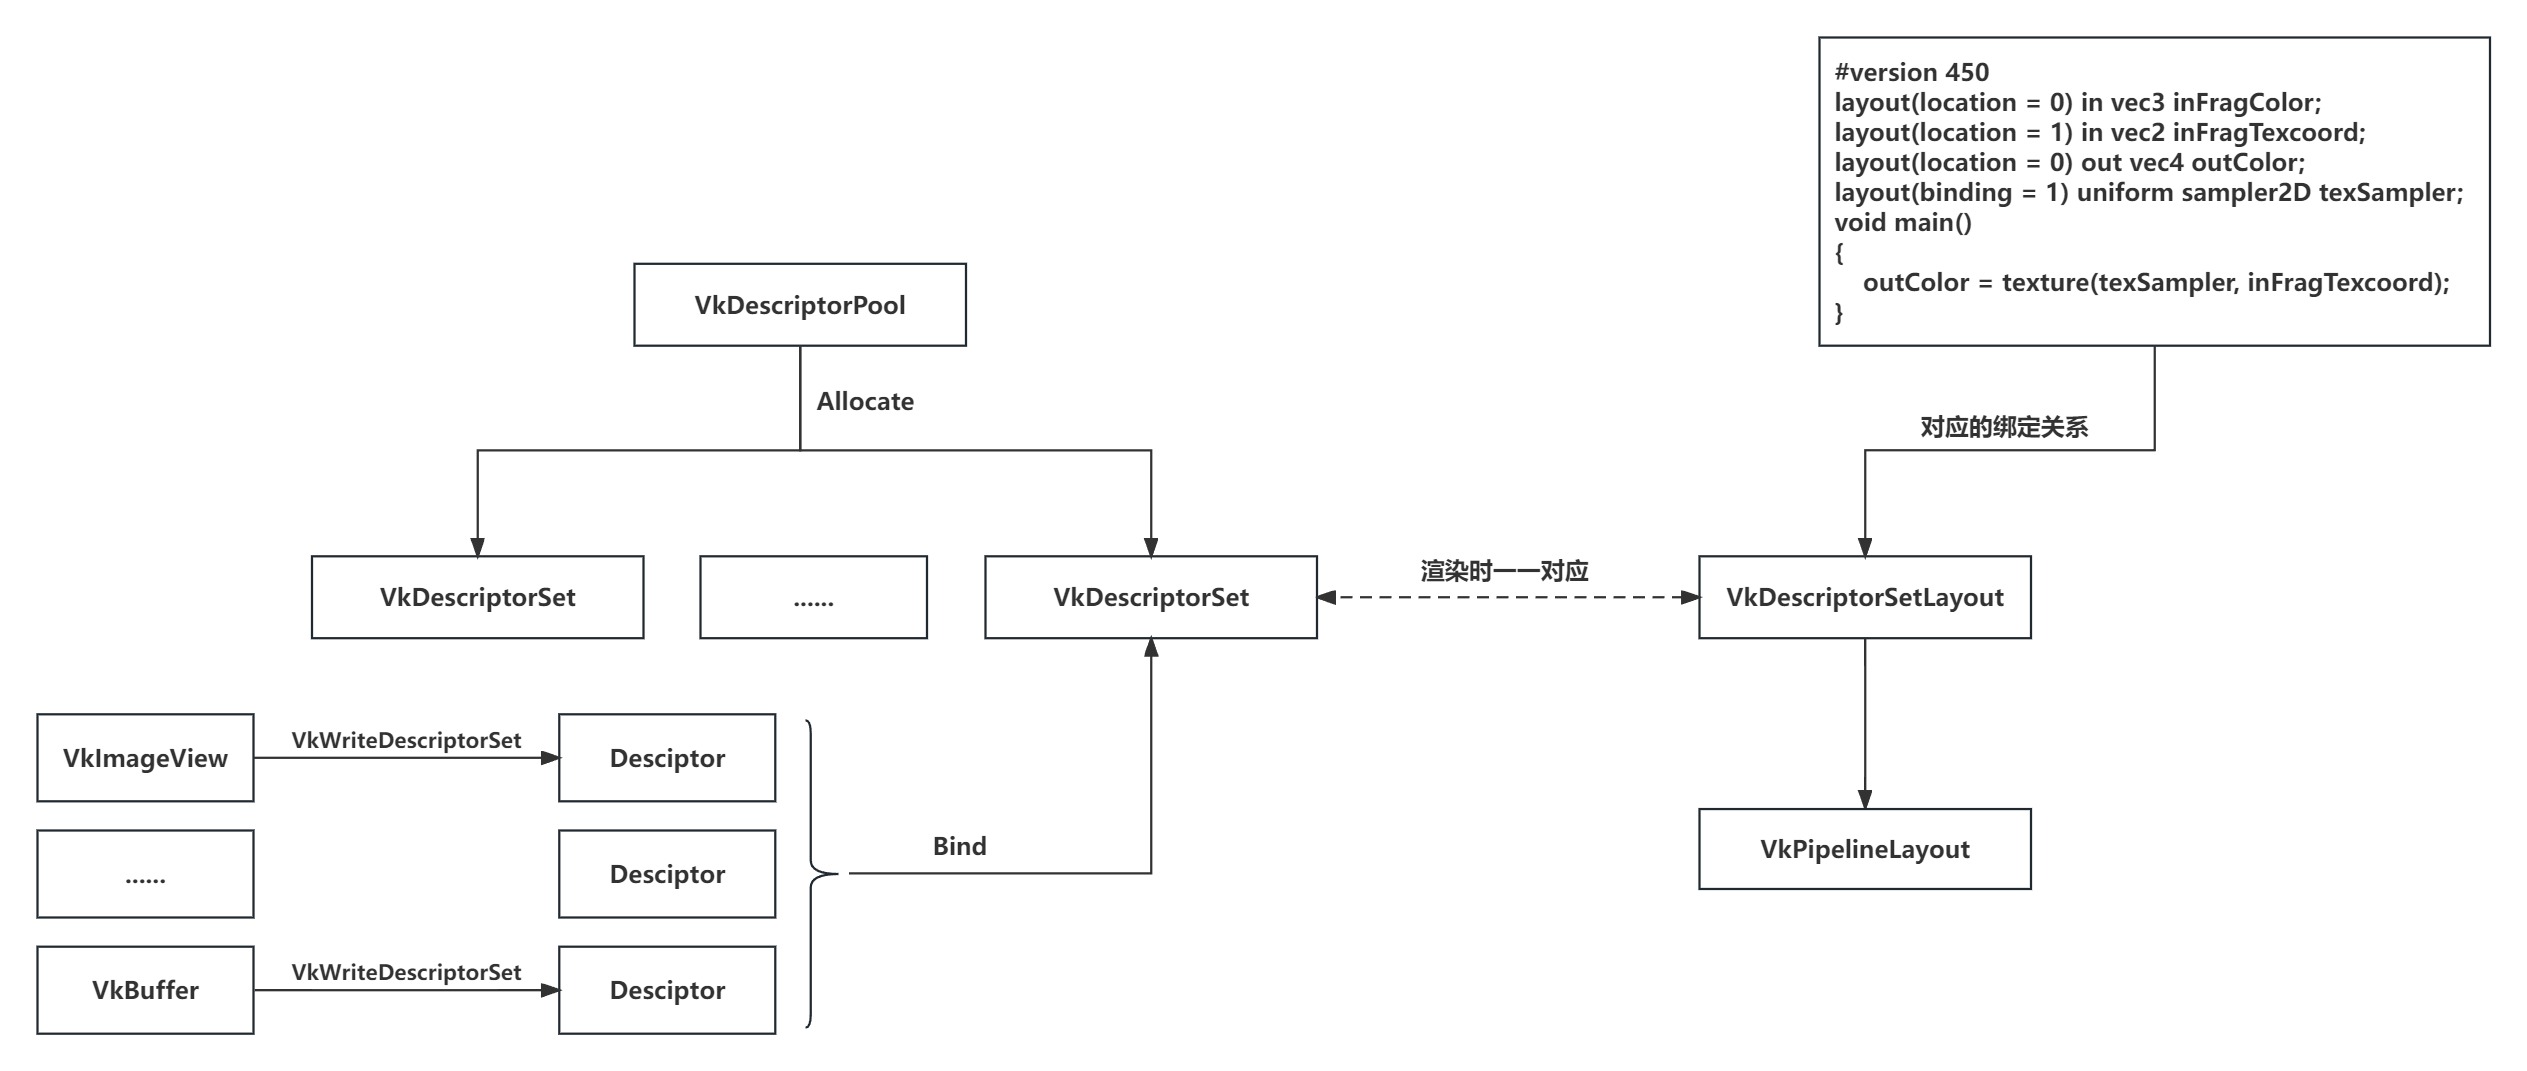 #version 450
layout(location = 0) in vec3 inFragColor;
layout(location = 1) in vec2 inFragTexcoord;
layout(location = 0) out vec4 outColor;
layout(binding = 1) uniform sampler2D texSampler;
void main()
{
outColor = texture(texSampler, inFragTexcoord);
}
VkDescriptorPool
Allocate
对应的绑定关系
VkDescriptorSet
......
VkDescriptorSet
渲染时一一对应
VkDescriptorSetLayout
VkImageView
VkWriteDescriptorSet
Desciptor
......
Desciptor
Bind
VkPipelineLayout
VkBuffer
VkWriteDescriptorSet
Desciptor